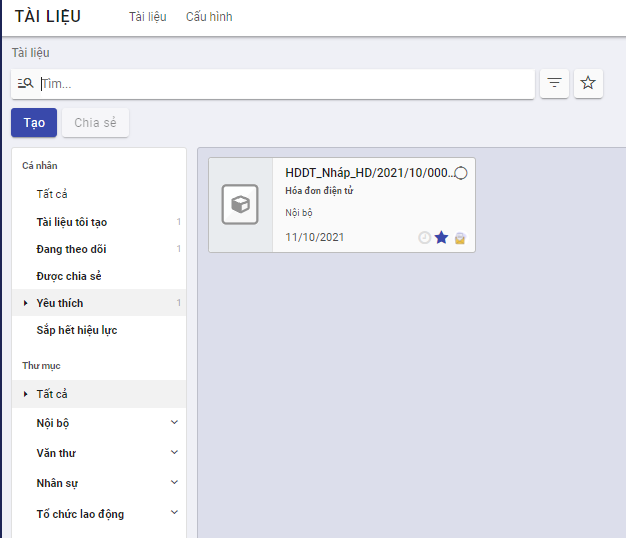 TÀI LIỆU
Tài liệu
Cấu hình
Tài liệu
Tìm...
Tạo
Chia sẻ
Cá nhân
Tất cả
Tài liệu tôi tạo 1
Đang theo dõi 1
Được chia sẻ
Yêu thích 1
Sắp hết hiệu lực
Thư mục
Tất cả
Nội bộ
Văn thư
Nhân sự
Tổ chức lao động
HDDT_Nháp_HD/2021/10/000...
Hóa đơn điện tử
Nội bộ
11/10/2021